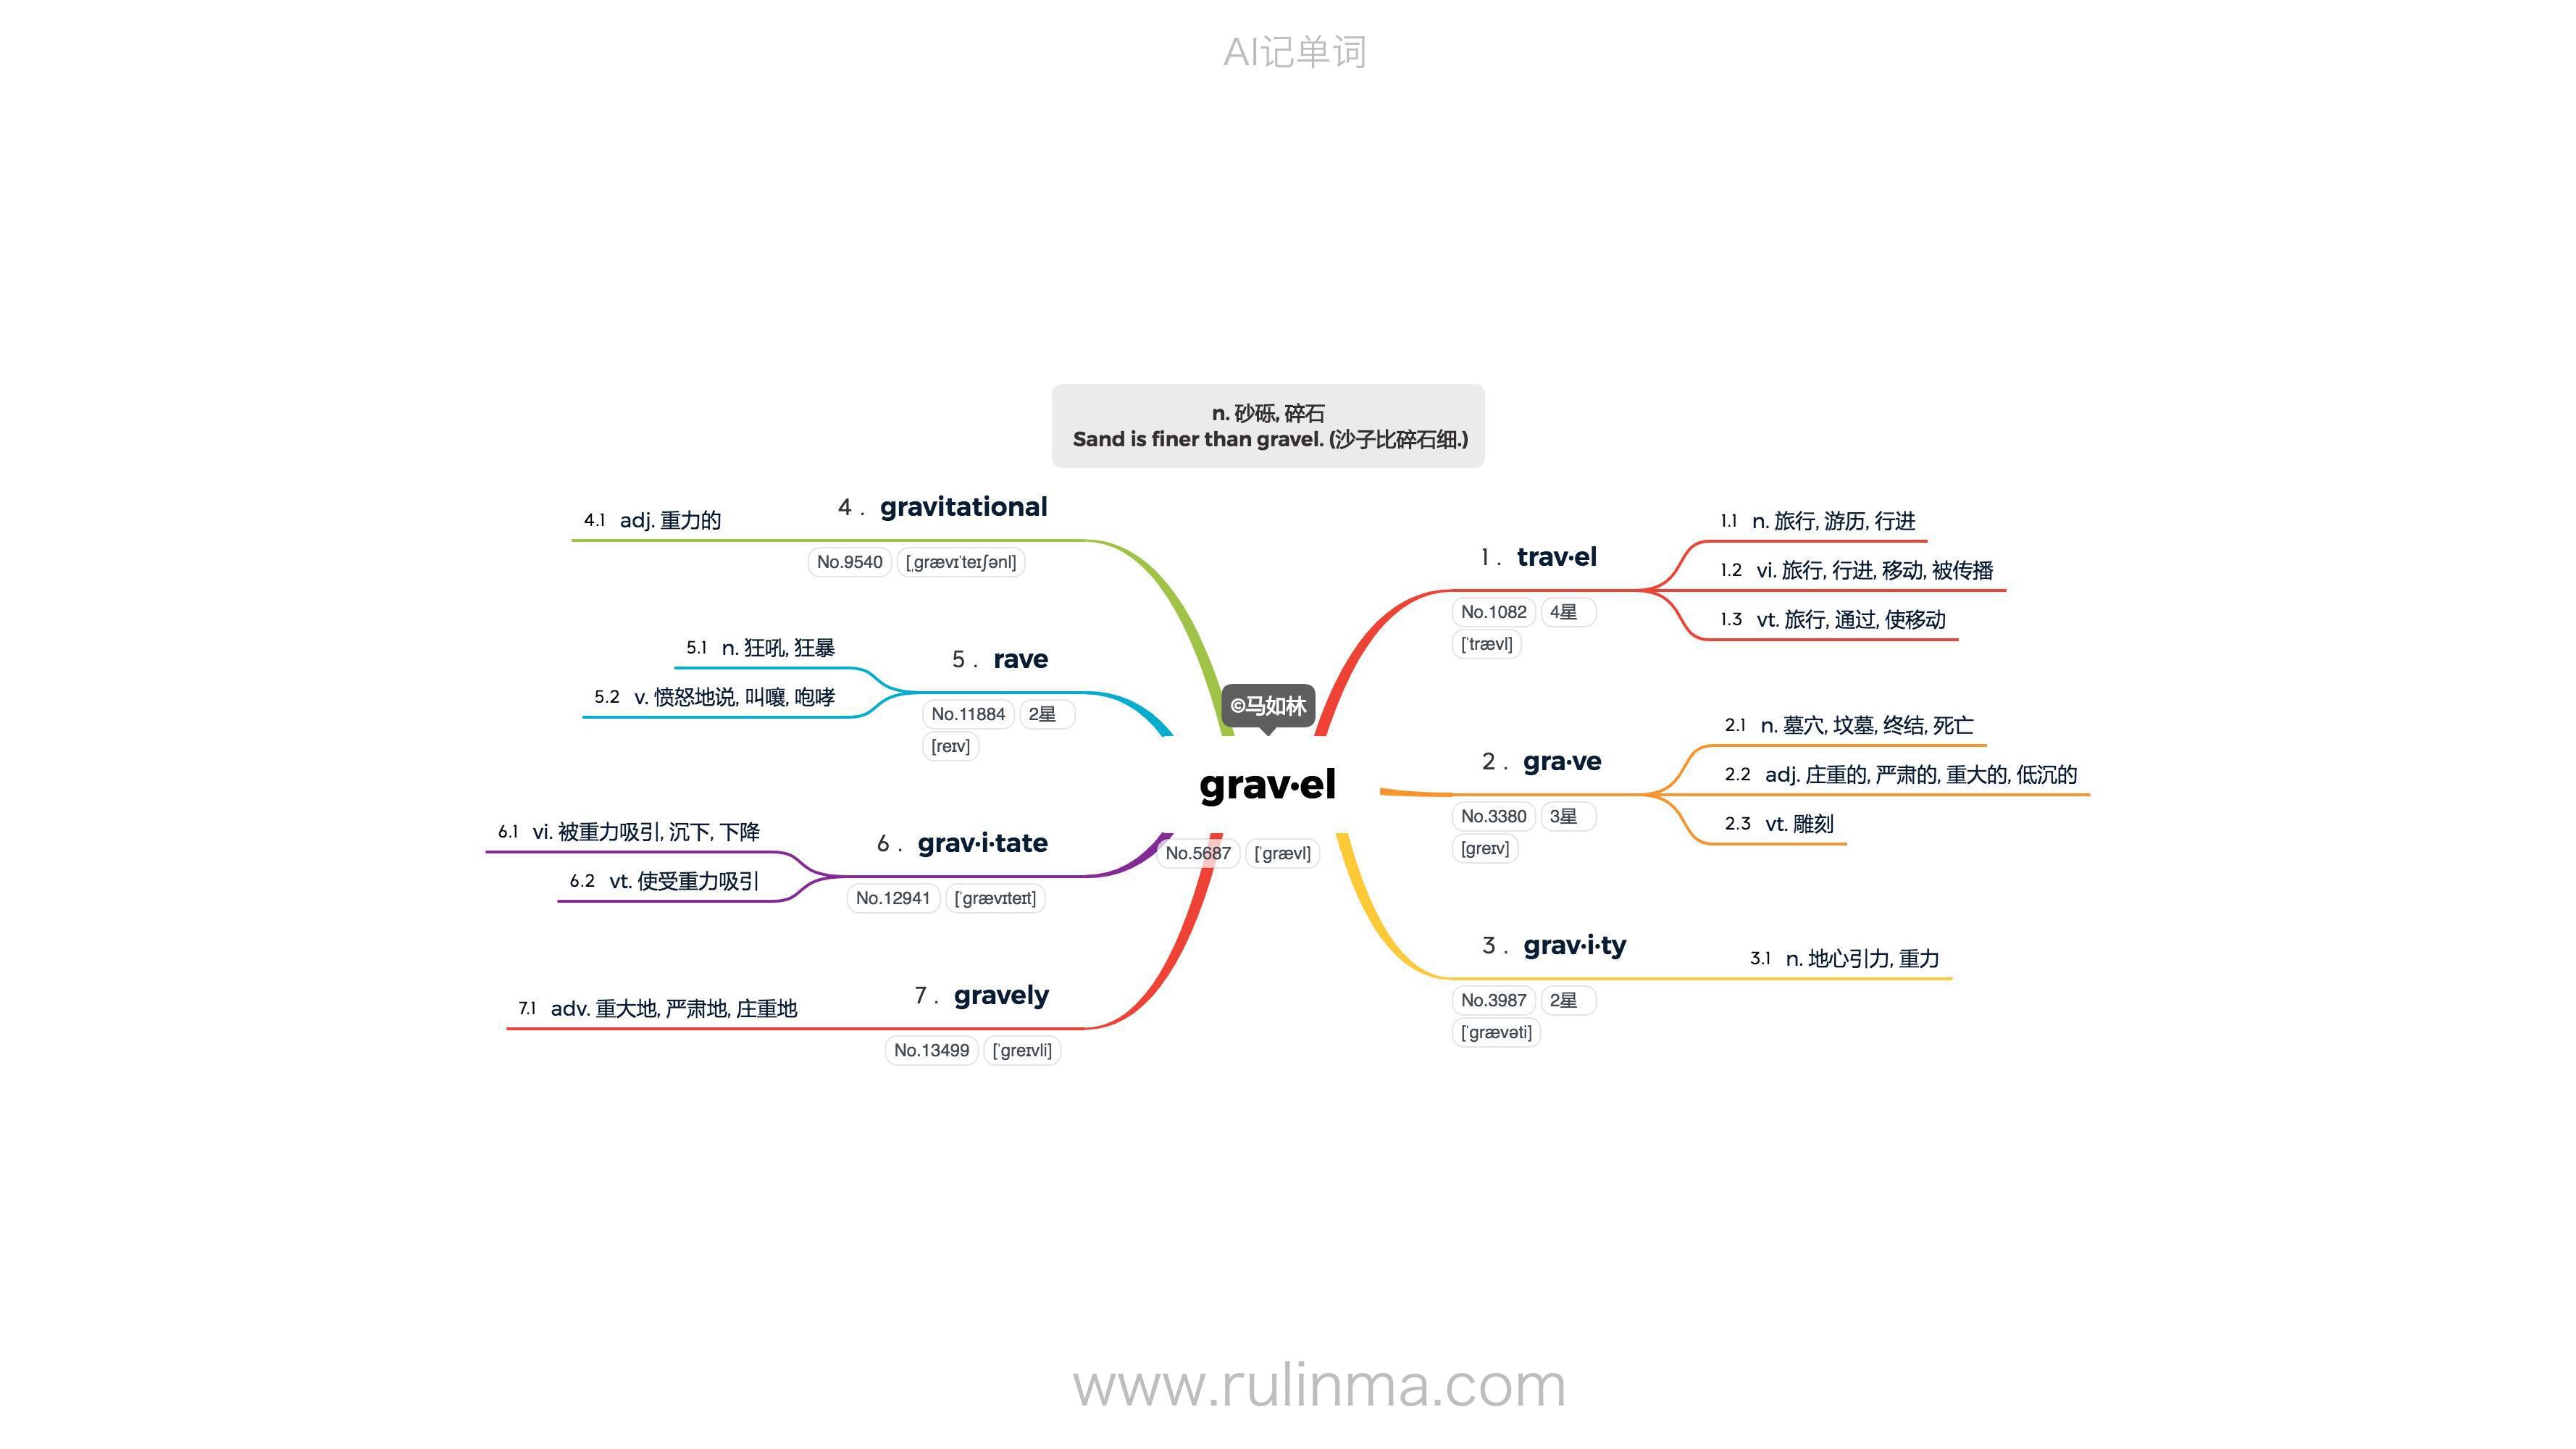 AI记单词
n. 砂砾, 碎石
Sand is finer than gravel. (沙子比碎石细.)
©马如林
grav·el
No.5687 [ˈɡrævl]
1 . trav·el
No.1082 4星
[ˈtrævl]
1.1 n. 旅行, 游历, 行进
1.2 vi. 旅行, 行进, 移动, 被传播
1.3 vt. 旅行, 通过, 使移动
2 . gra·ve
No.3380 3星
[ɡreɪv]
2.1 n. 墓穴, 坟墓, 终结, 死亡
2.2 adj. 庄重的, 严肃的, 重大的, 低沉的
2.3 vt. 雕刻
3 . grav·i·ty
No.3987 2星
[ˈɡrævəti]
3.1 n. 地心引力, 重力
4 . gravitational
No.9540 [ˌɡrævɪˈteɪʃənl]
4.1 adj. 重力的
5 . rave
No.11884 2星
[reɪv]
5.1 n. 狂吼, 狂暴
5.2 v. 愤怒地说, 叫嚷, 咆哮
6 . grav·i·tate
No.12941 [ˈɡrævɪteɪt]
6.1 vi. 被重力吸引, 沉下, 下降
6.2 vt. 使受重力吸引
7 . gravely
No.13499 [ˈɡreɪvli]
7.1 adv. 重大地, 严肃地, 庄重地
www.rulinma.com